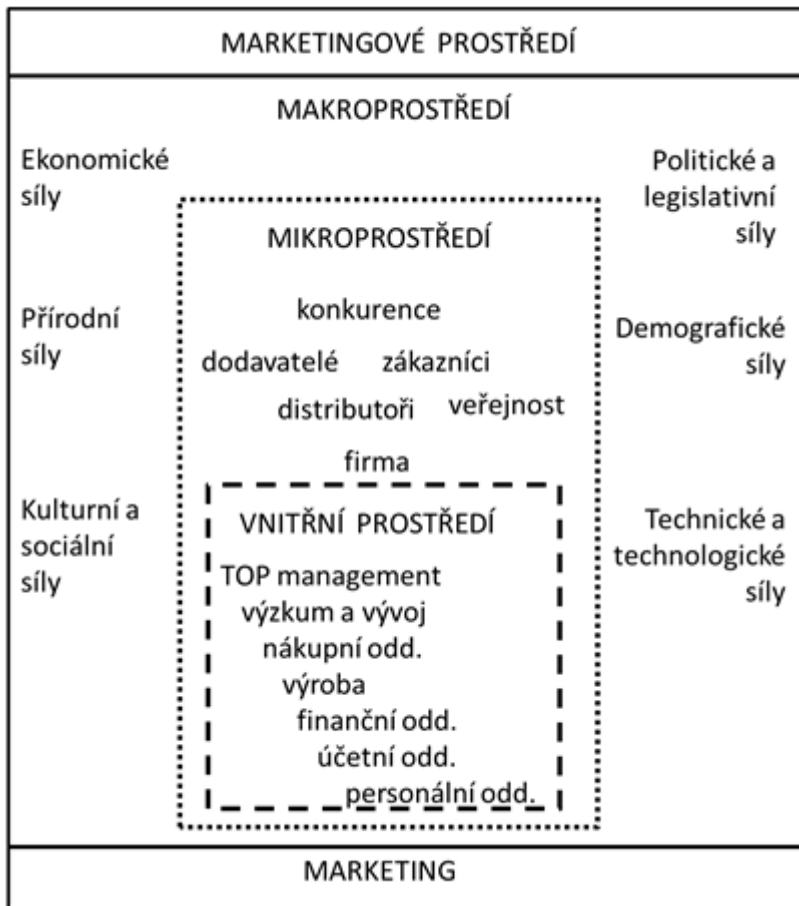 MARKETINGOVÉ PROSTŘEDÍ
MAKROPROSTŘEDÍ
Ekonomické
síly
Politické a
legislativní
síly
MIKROPROSTŘEDÍ
Přírodní
síly
konkurence
dodavatelé zákazníci
distributoři veřejnost
firma
Demografické
síly
Kulturní a
sociální
síly
VNITŘNÍ PROSTŘEDÍ
TOP management
výzkum a vývoj
nákupní odd.
výroba
finanční odd.
účetní odd.
personální odd.
Technické a
technologické
síly
MARKETING